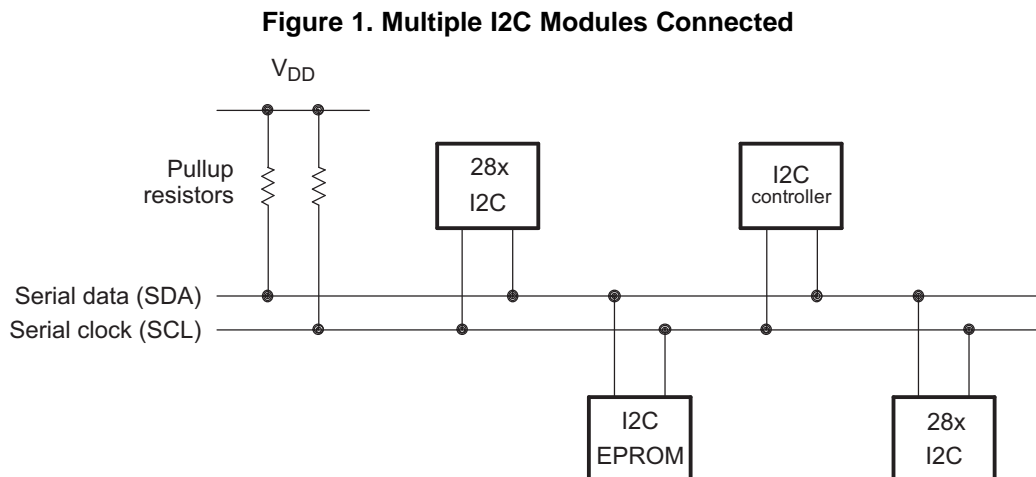 Figure 1. Multiple I2C Modules Connected
VDD
Pullup
resistors
28x
I2C
I2C
controller
Serial data (SDA)
Serial clock (SCL)
I2C
EPROM
28x
I2C